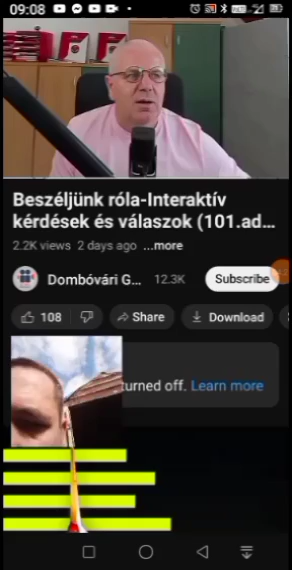 09:08
Beszéljünk róla-Interaktív
kérdések és válaszok (101.ad...
2.2K views 2 days ago ...more
Dombóvári G... 12.3K Subscribe
108 Share Download
turned off. Learn more